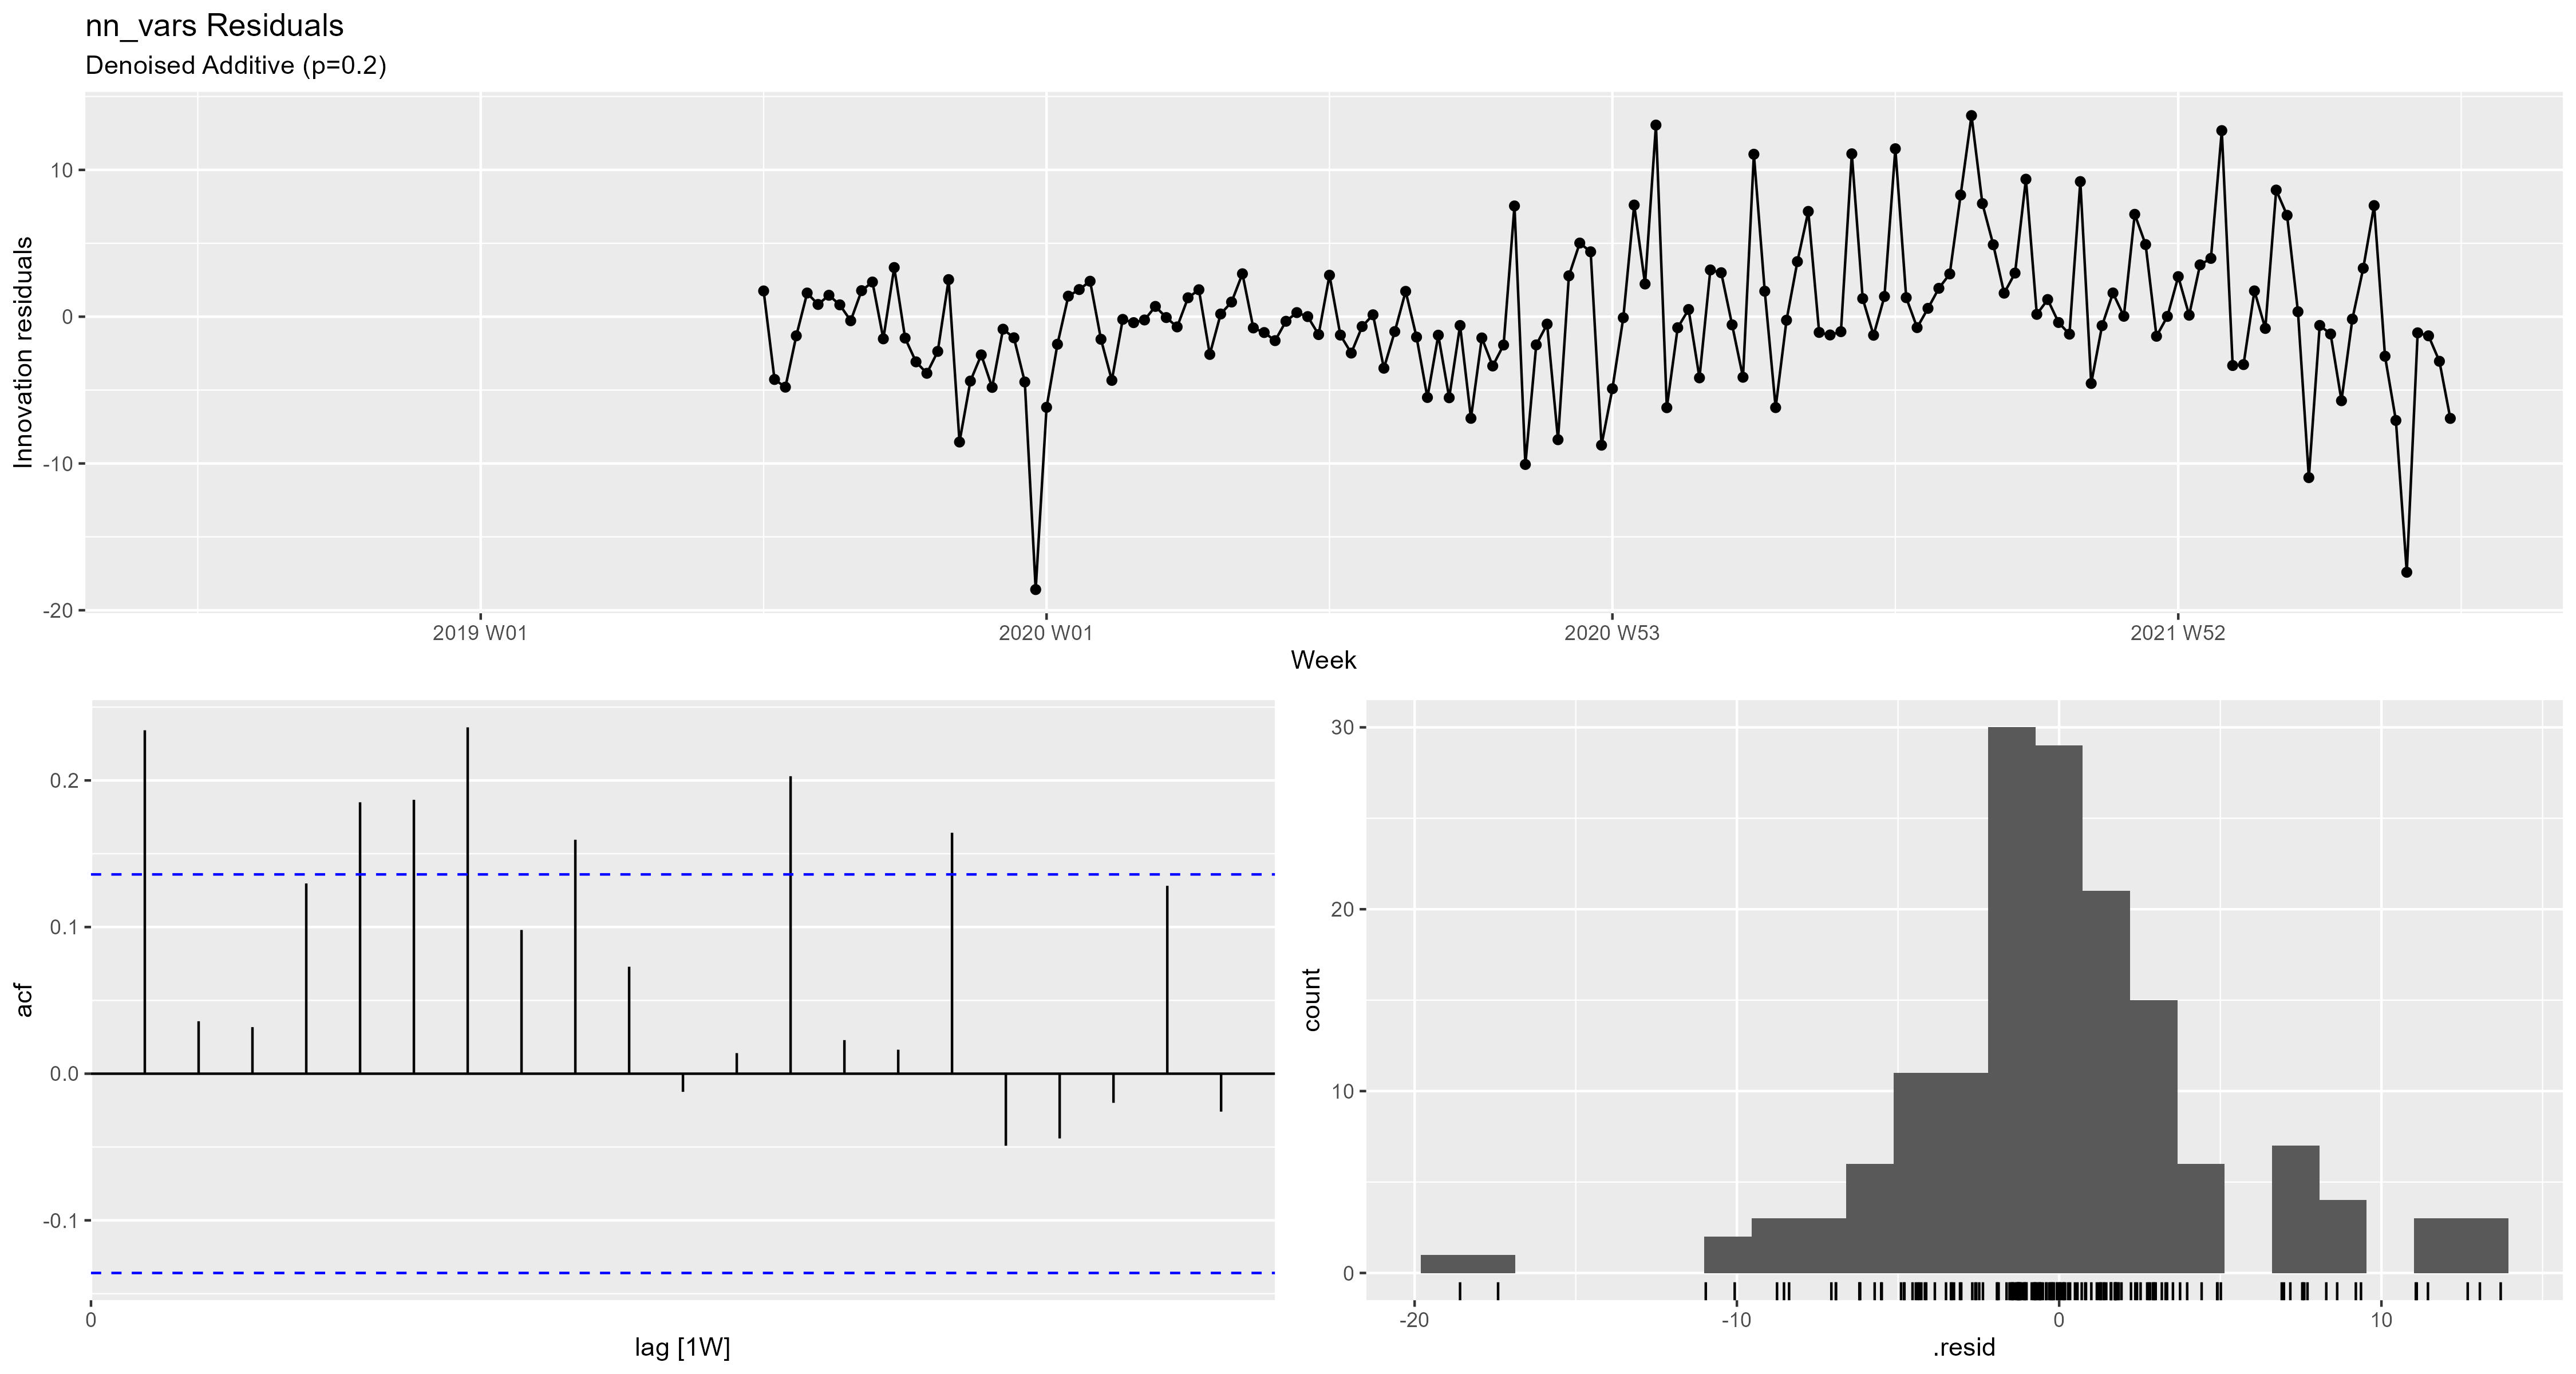 nn_vars Residuals
Denoised Additive (p=0.2)
Innovation residuals
10
0
-10
-20
2019 W01
2020 W01
2020 W53
2021 W52
Week
acf
0.2
0.1
0.0
-0.1
0
lag [1W]
count
30
20
10
0
-20
-10
0
10
.resid